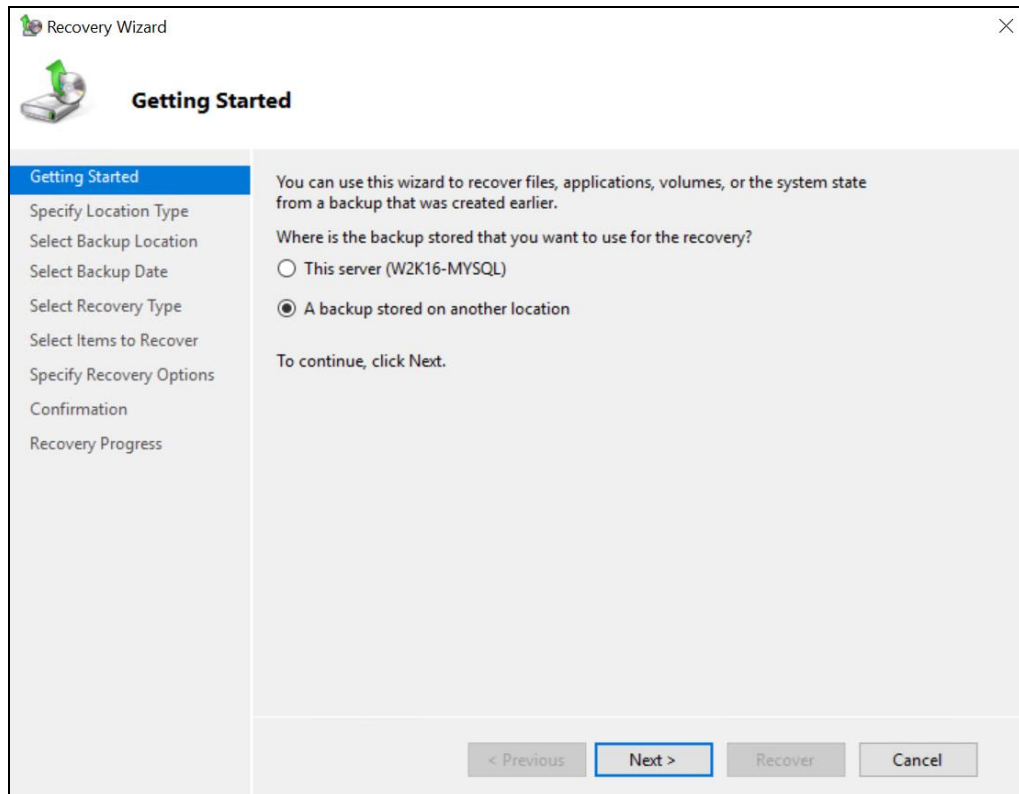 Recovery Wizard
Getting Started
Getting Started
Specify Location Type
Select Backup Location
Select Backup Date
Select Recovery Type
Select Items to Recover
Specify Recovery Options
Confirmation
Recovery Progress
You can use this wizard to recover files, applications, volumes, or the system state
from a backup that was created earlier.
Where is the backup stored that you want to use for the recovery?
This server (W2K16-MYSQL)
A backup stored on another location
To continue, click Next.
< Previous
Next >
Recover
Cancel